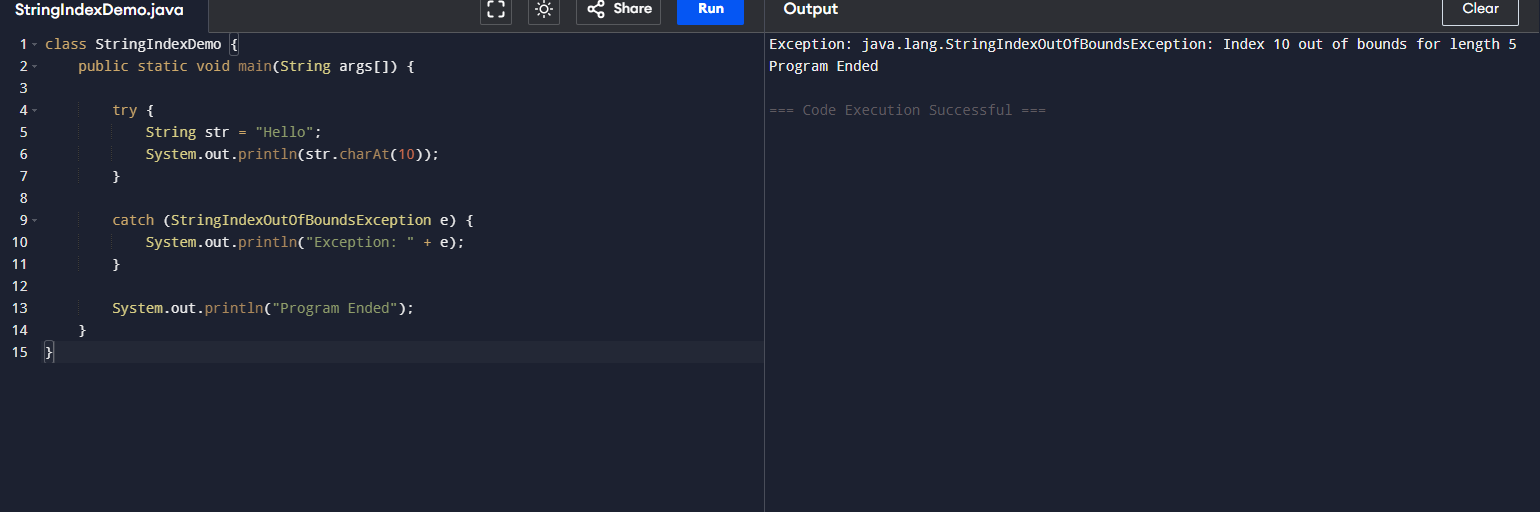 StringIndexDemo.java
Share
Run
Output
Clear
1 class StringIndexDemo {
2     public static void main(String args[]) {
3
4         try {
5             String str = "Hello";
6             System.out.println(str.charAt(10));
7         }
8
9         catch (StringIndexOutOfBoundsException e) {
10             System.out.println("Exception: " + e);
11         }
12
13         System.out.println("Program Ended");
14     }
15 }
Exception: java.lang.StringIndexOutOfBoundsException: Index 10 out of bounds for length 5
Program Ended
=== Code Execution Successful ===